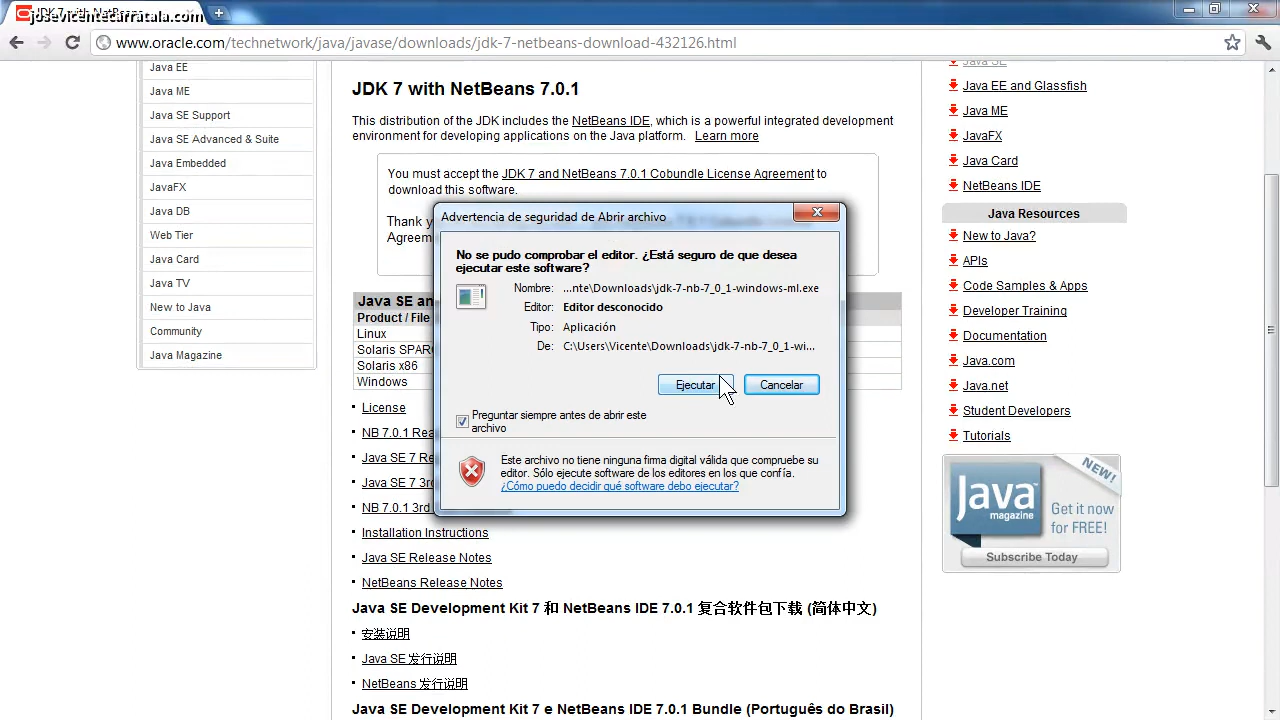 JDK 7 with NetBeans
josevicentecarratala.com
www.oracle.com/technetwork/java/javase/downloads/jdk-7-netbeans-download-432126.html
Java EE
Java ME
Java SE Support
Java SE Advanced & Suite
Java Embedded
JavaFX
Java DB
Web Tier
Java Card
Java TV
New to Java
Community
Java Magazine
JDK 7 with NetBeans 7.0.1
This distribution of the JDK includes the NetBeans IDE, which is a powerful integrated development
environment for developing applications on the Java platform. Learn more
You must accept the JDK 7 and NetBeans 7.0.1 Cobundle License Agreement to
download this software.
Thank y
Agreem
Java SE an
Product / File
Linux
Solaris SPAR
Solaris x86
Windows
Advertencia de seguridad de Abrir archivo
No se pudo comprobar el editor. ¿Está seguro de que desea
ejecutar este software?
Nombre: ...nte\Downloads\jdk-7-nb-7_0_1-windows-ml.exe
Editor: Editor desconocido
Tipo: Aplicación
De: C:\Users\Vicente\Downloads\jdk-7-nb-7_0_1-wi...
Ejecutar
Cancelar
Preguntar siempre antes de abrir este
archivo
Este archivo no tiene ninguna firma digital válida que compruebe su
editor. Sólo ejecute software de los editores en los que confía.
¿Cómo puedo decidir qué software debo ejecutar?
License
NB 7.0.1 Rea
Java SE 7 Re
Java SE 7 3rd
NB 7.0.1 3rd
Installation Instructions
Java SE Release Notes
NetBeans Release Notes
Java SE Development Kit 7 和 NetBeans IDE 7.0.1 复合软件包下载 (简体中文)
安装说明
Java SE 发行说明
NetBeans 发行说明
Java SE Development Kit 7 e NetBeans IDE 7.0.1 Bundle (Português do Brasil)
Java SE
Java EE and Glassfish
Java ME
JavaFX
Java Card
NetBeans IDE
Java Resources
New to Java?
APIs
Code Samples & Apps
Developer Training
Documentation
Java.com
Java.net
Student Developers
Tutorials
NEW!
Java
magazine
Get it now
for FREE!
Subscribe Today